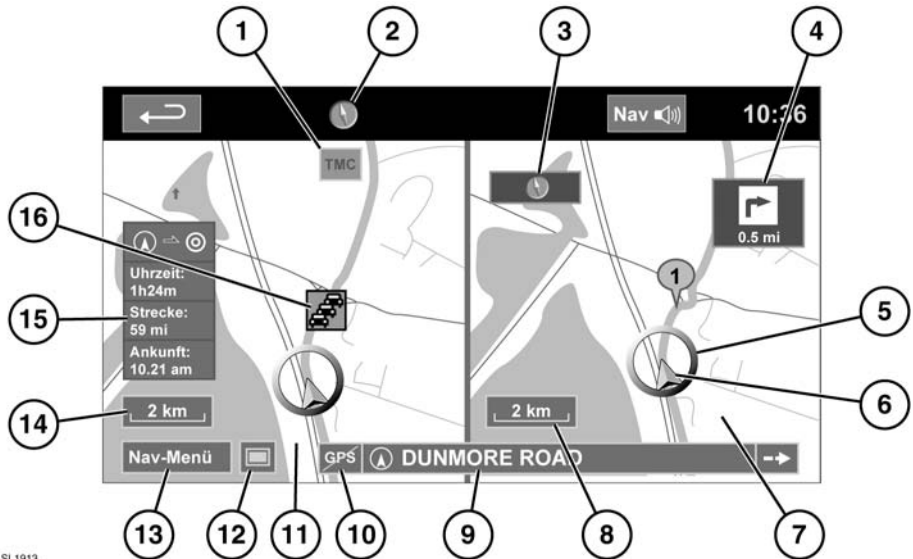 1
2
3
4
Nav
10:36
TMC
0.5 mi
16
Uhrzeit:
1h24m
1
15
Strecke:
59 mi
5
Ankunft:
10.21 am
6
14
2 km
2 km
Nav-Menü
GPS
DUNMORE ROAD
13
12
11
10
9
8
7